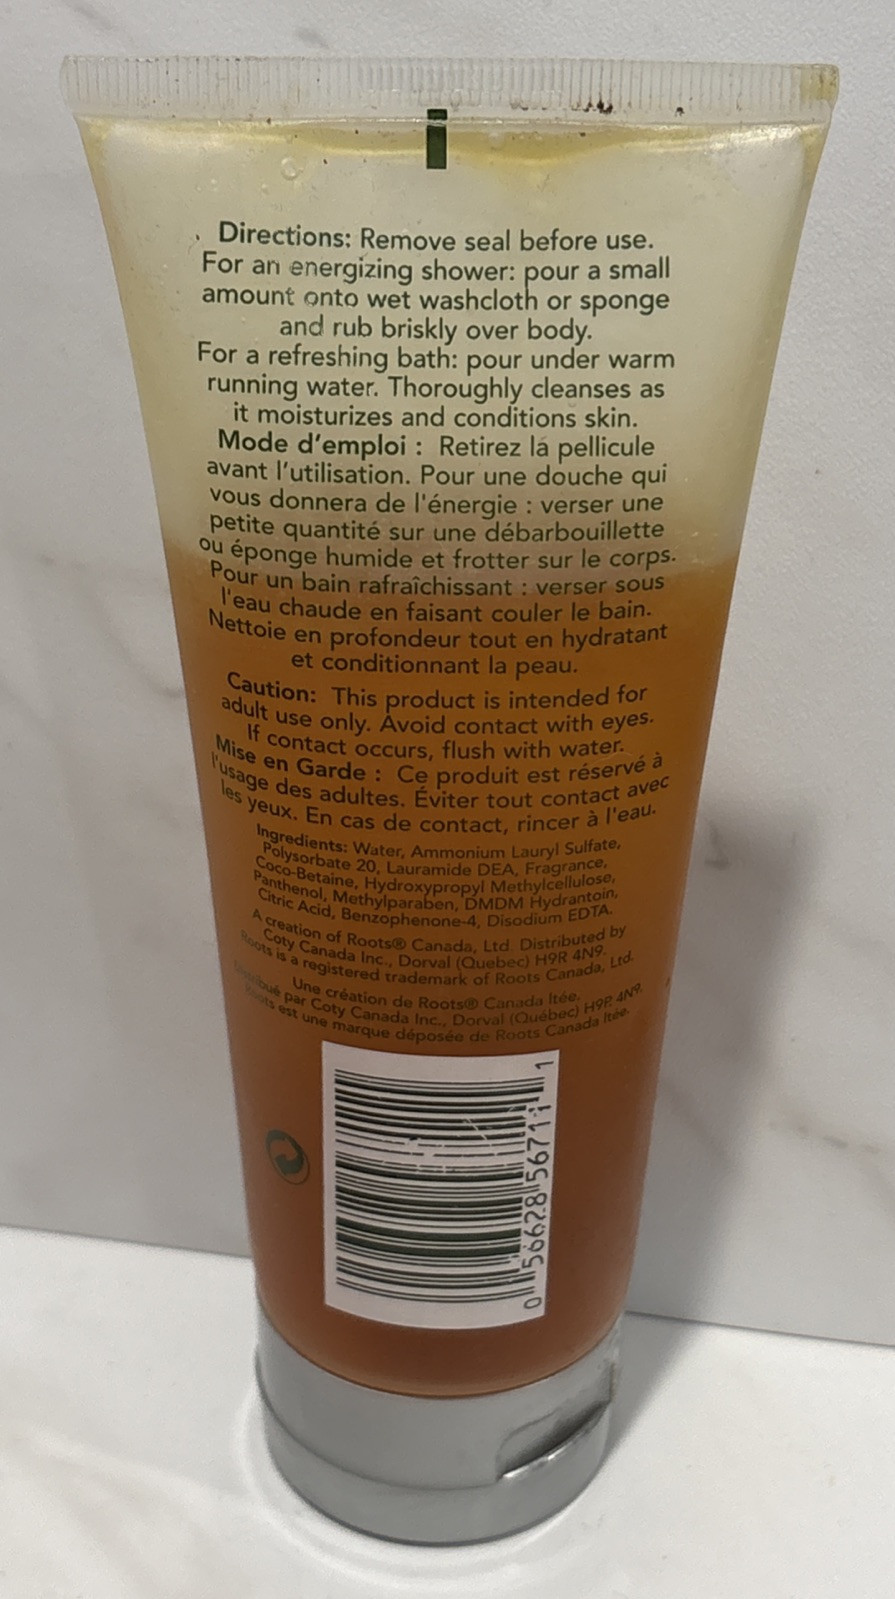 Directions: Remove seal before use.
For an energizing shower: pour a small
amount onto wet washcloth or sponge
and rub briskly over body.
For a refreshing bath: pour under warm
running water. Thoroughly cleanses as
it moisturizes and conditions skin.
Mode d'emploi : Retirez la pellicule
avant l'utilisation. Pour une douche qui
vous donnera de l'énergie : verser une
petite quantité sur une débarbouillette
ou éponge humide et frotter sur le corps.
Pour un bain rafraîchissant : verser sous
l'eau chaude en faisant couler le bain.
Nettoie en profondeur tout en hydratant
et conditionnant la peau.
Caution: This product is intended for
adult use only. Avoid contact with eyes.
If contact occurs, flush with water.
Mise en Garde : Ce produit est réservé à
l'usage des adultes. Éviter tout contact avec
les yeux. En cas de contact, rincer à l'eau.
Ingredients: Water, Ammonium Lauryl Sulfate,
Polysorbate 20, Lauramide DEA, Fragrance,
Coco-Betaine, Hydroxypropyl Methylcellulose,
Panthenol, Methylparaben, DMDM Hydrantoin,
Citric Acid, Benzophenone-4, Disodium EDTA.
A creation of Roots® Canada, Ltd. Distributed by
Coty Canada Inc., Dorval (Quebec) H9R 4N9.
Roots is a registered trademark of Roots Canada, Ltd.
Une création de Roots® Canada ltée.
Distribué par Coty Canada Inc., Dorval (Québec) H9P 4N9.
Roots est une marque déposée de Roots Canada ltée.
0 56628 56711 1